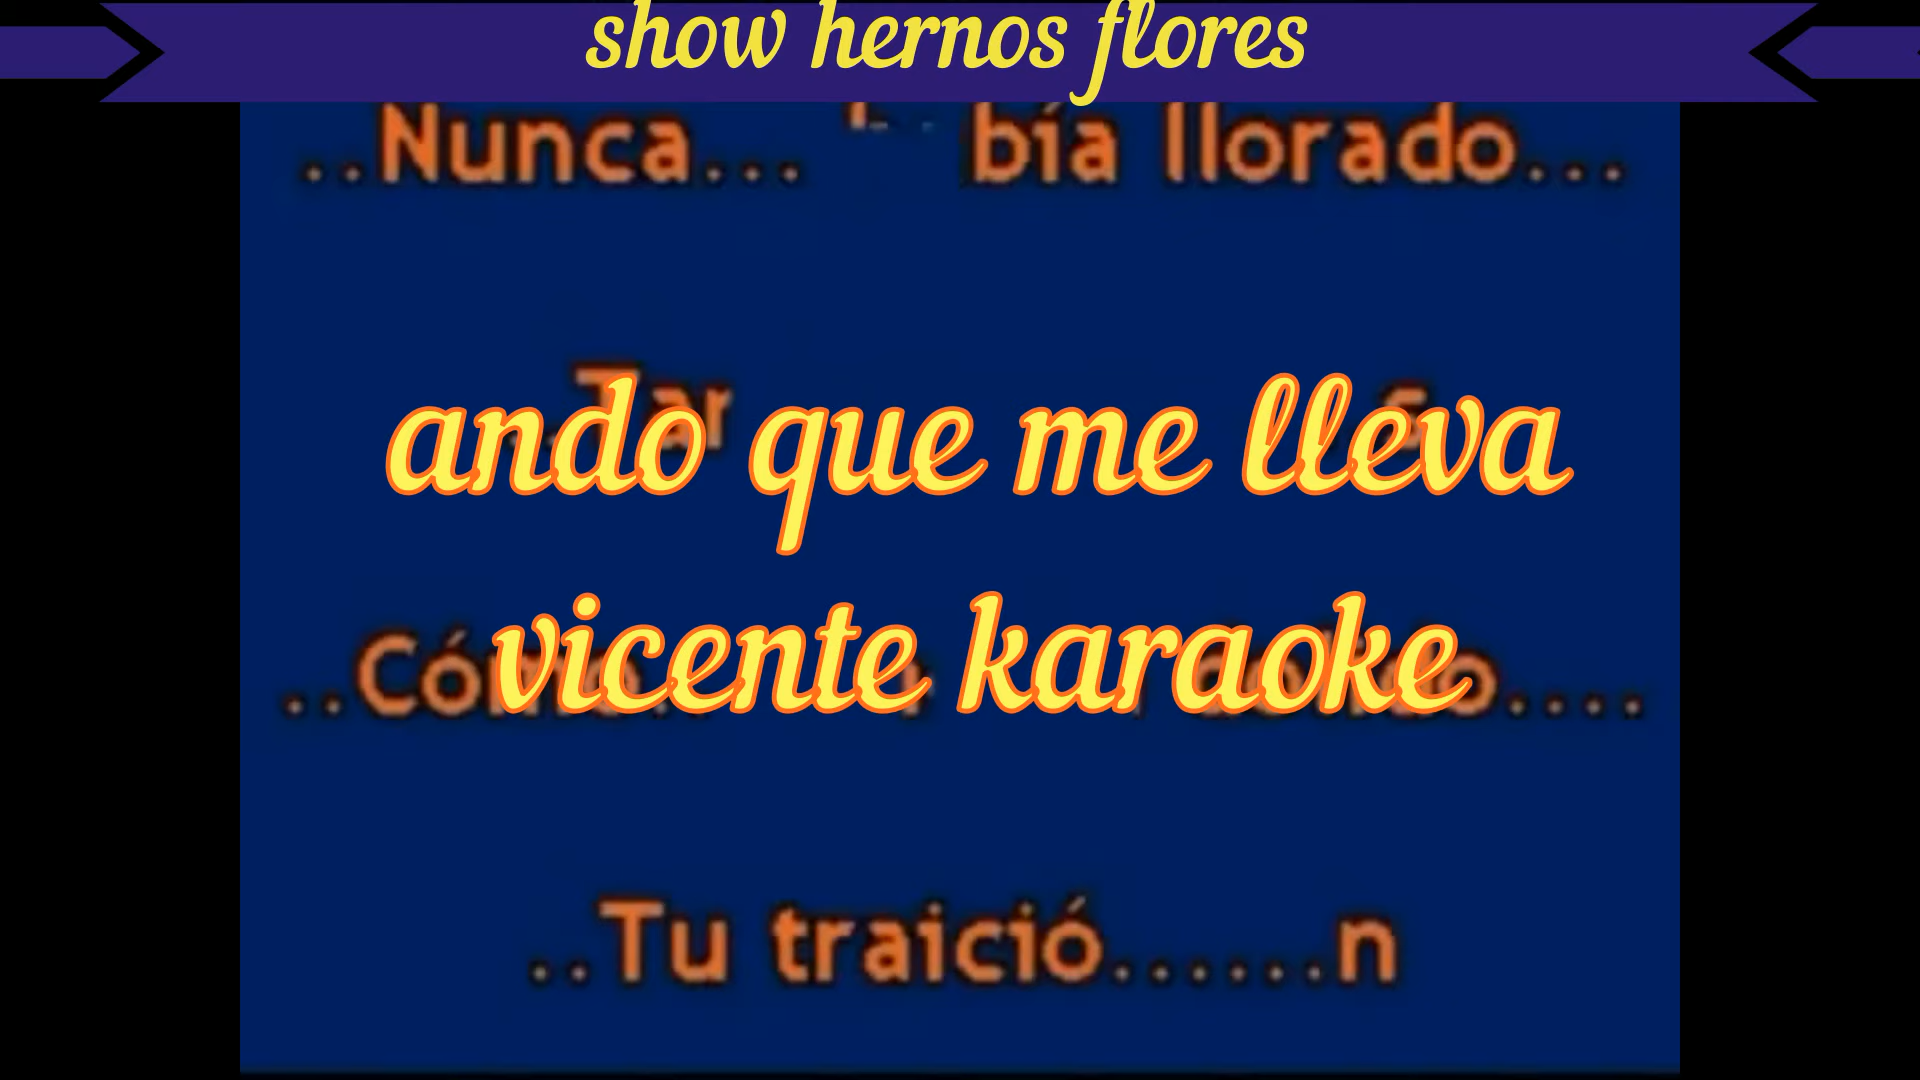 show hernos flores
..Nunca... bía llorado...
ando que me lleva
vicente karaoke
..Tu traició......n